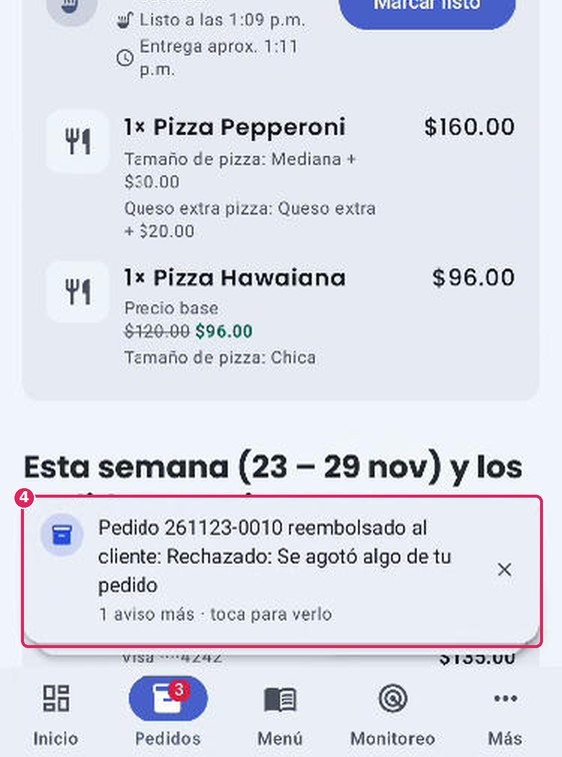 Marcar listo
Listo a las 1:09 p.m.
Entrega aprox. 1:11
p.m.
1x Pizza Pepperoni
$160.00
Tamaño de pizza: Mediana +
$30.00
Queso extra pizza: Queso extra
+ $20.00
1x Pizza Hawaiana
$96.00
Precio base
$120.00 $96.00
Tamaño de pizza: Chica
Esta semana (23 – 29 nov) y los
4
Pedido 261123-0010 reembolsado al
cliente: Rechazado: Se agotó algo de tu
pedido
1 aviso más · toca para verlo
Visa ····4242
$135.00
3
Inicio
Pedidos
Menú
Monitoreo
Más